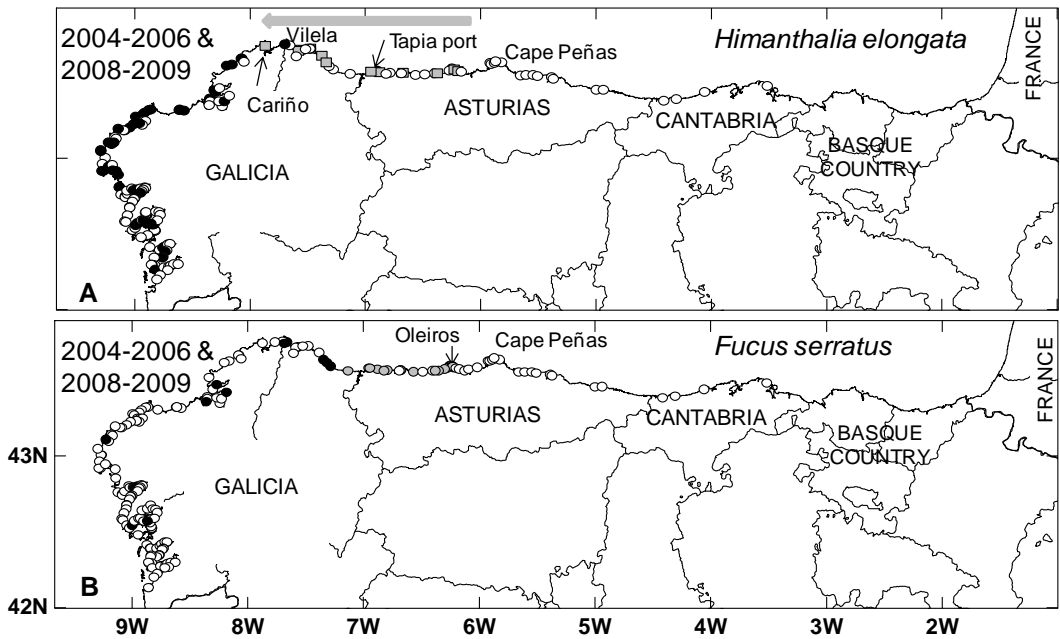 2004-2006 &
2008-2009
Vilela
Tapia port
Cape Peñas
Himanthalia elongata
FRANCE
Cariño
ASTURIAS
CANTABRIA
BASQUE
COUNTRY
GALICIA
A
2004-2006 &
2008-2009
Oleiros
Cape Peñas
Fucus serratus
FRANCE
ASTURIAS
CANTABRIA
BASQUE
COUNTRY
43N
GALICIA
B
42N
9W 8W 7W 6W 5W 4W 3W 2W